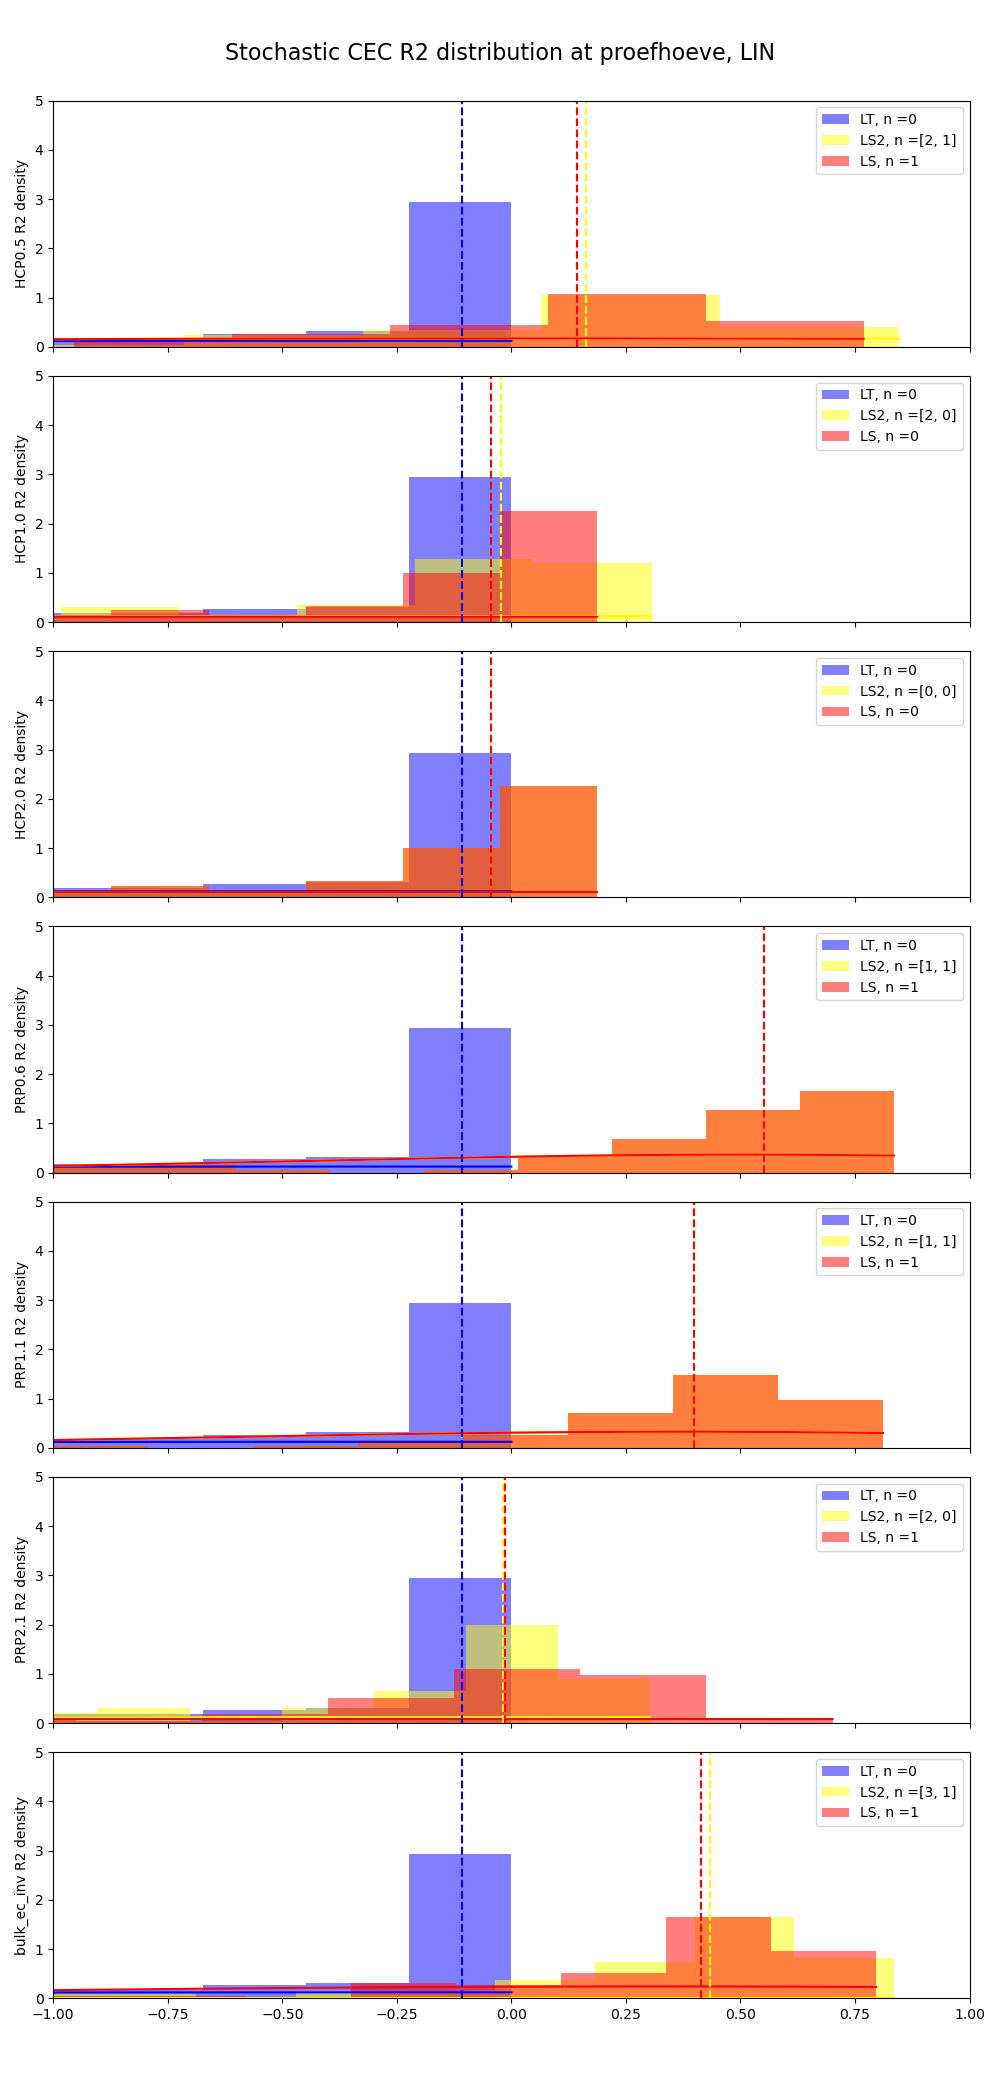 Stochastic CEC R2 distribution at proefhoeve, LIN
HCP0.5 R2 density
5
4
3
2
1
0
LT, n =0
LS2, n =[2, 1]
LS, n =1
HCP1.0 R2 density
5
4
3
2
1
0
LT, n =0
LS2, n =[2, 0]
LS, n =0
HCP2.0 R2 density
5
4
3
2
1
0
LT, n =0
LS2, n =[0, 0]
LS, n =0
PRP0.6 R2 density
5
4
3
2
1
0
LT, n =0
LS2, n =[1, 1]
LS, n =1
PRP1.1 R2 density
5
4
3
2
1
0
LT, n =0
LS2, n =[1, 1]
LS, n =1
PRP2.1 R2 density
5
4
3
2
1
0
LT, n =0
LS2, n =[2, 0]
LS, n =1
bulk_ec_inv R2 density
5
4
3
2
1
0
LT, n =0
LS2, n =[3, 1]
LS, n =1
−1.00 −0.75 −0.50 −0.25 0.00 0.25 0.50 0.75 1.00